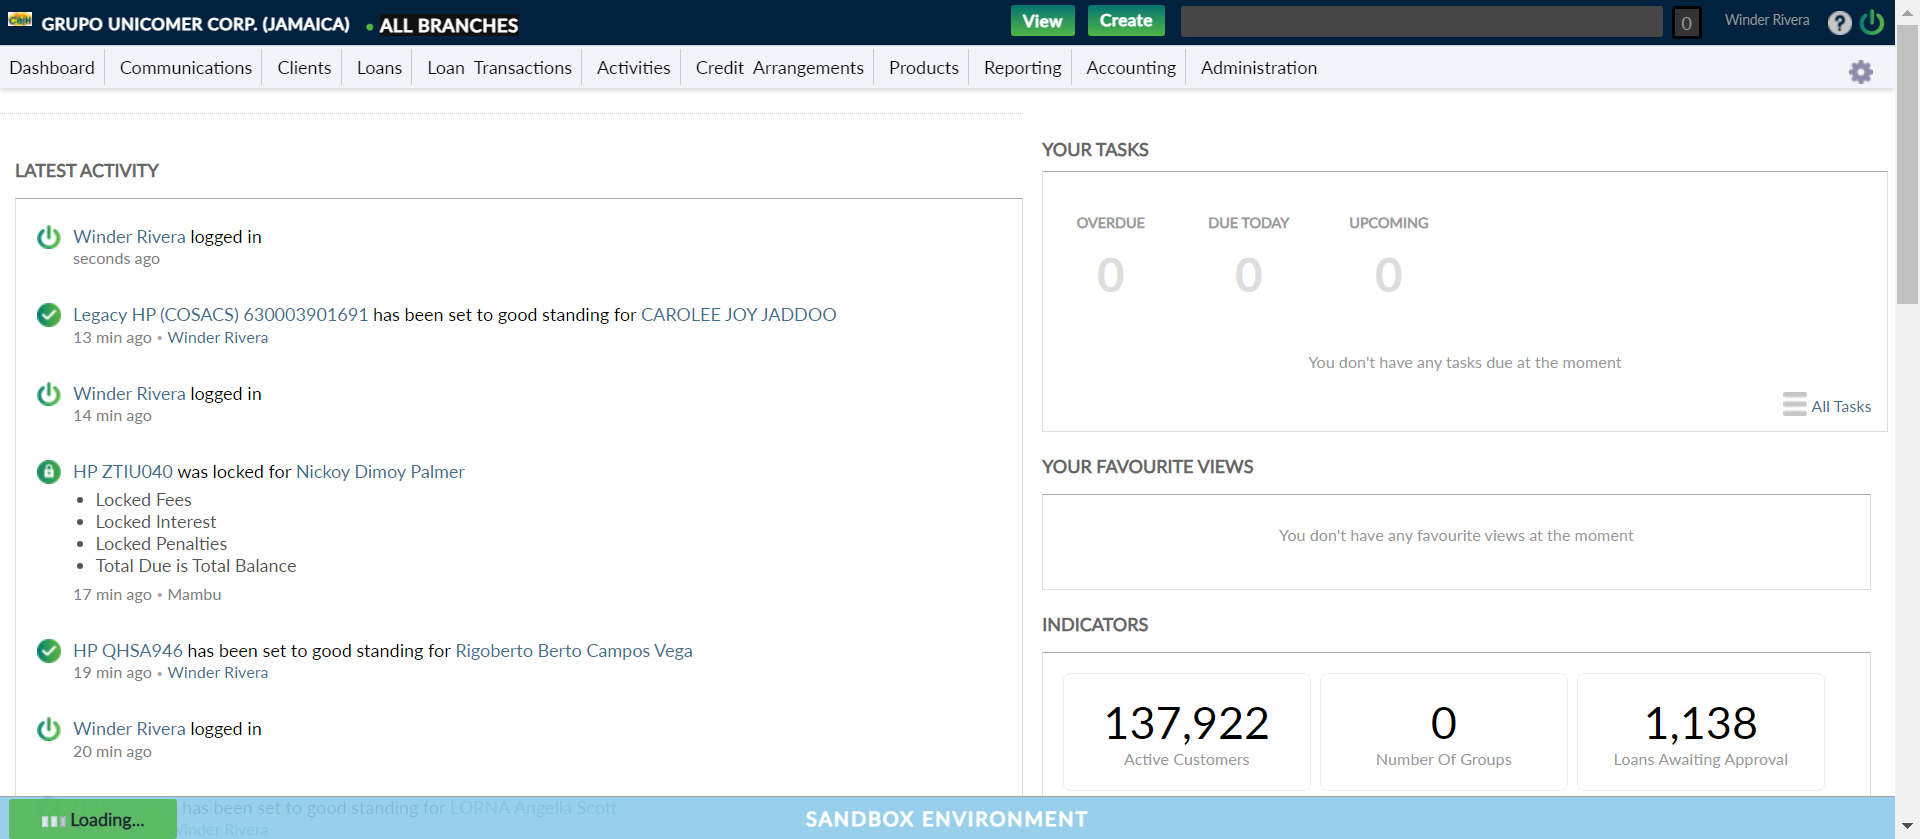 GRUPO UNICOMER CORP. (JAMAICA) • ALL BRANCHES
View Create 0 Winder Rivera ?
Dashboard Communications Clients Loans Loan Transactions Activities Credit Arrangements Products Reporting Accounting Administration
LATEST ACTIVITY
Winder Rivera logged in
seconds ago
Legacy HP (COSACS) 630003901691 has been set to good standing for CAROLEE JOY JADDOO
13 min ago • Winder Rivera
Winder Rivera logged in
14 min ago
HP ZTIU040 was locked for Nickoy Dimoy Palmer
• Locked Fees
• Locked Interest
• Locked Penalties
• Total Due is Total Balance
17 min ago • Mambu
HP QHSA946 has been set to good standing for Rigoberto Berto Campos Vega
19 min ago • Winder Rivera
Winder Rivera logged in
20 min ago
has been set to good standing for LORNA Angella Scott
Winder Rivera
YOUR TASKS
OVERDUE DUE TODAY UPCOMING
0 0 0
You don't have any tasks due at the moment
All Tasks
YOUR FAVOURITE VIEWS
You don't have any favourite views at the moment
INDICATORS
137,922 0 1,138
Active Customers Number Of Groups Loans Awaiting Approval
Loading...
SANDBOX ENVIRONMENT